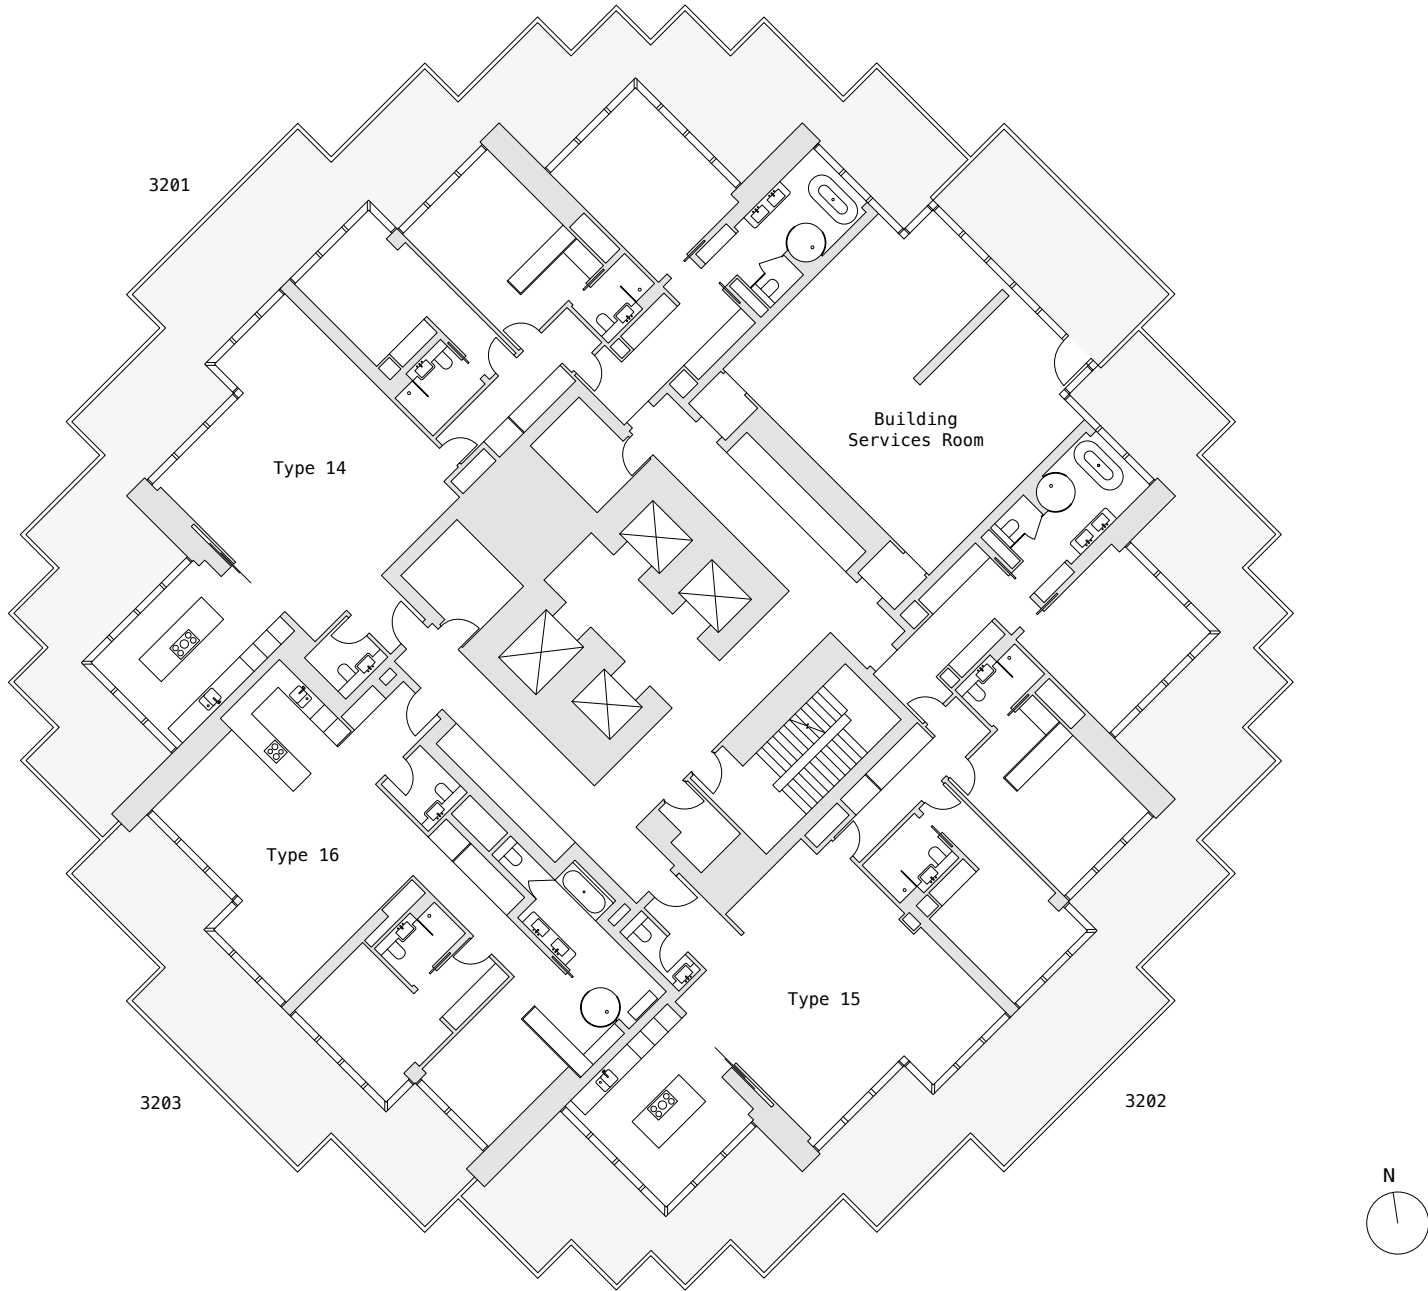 3201
Building
Services Room
Type 14
Type 16
Type 15
3203
3202
N